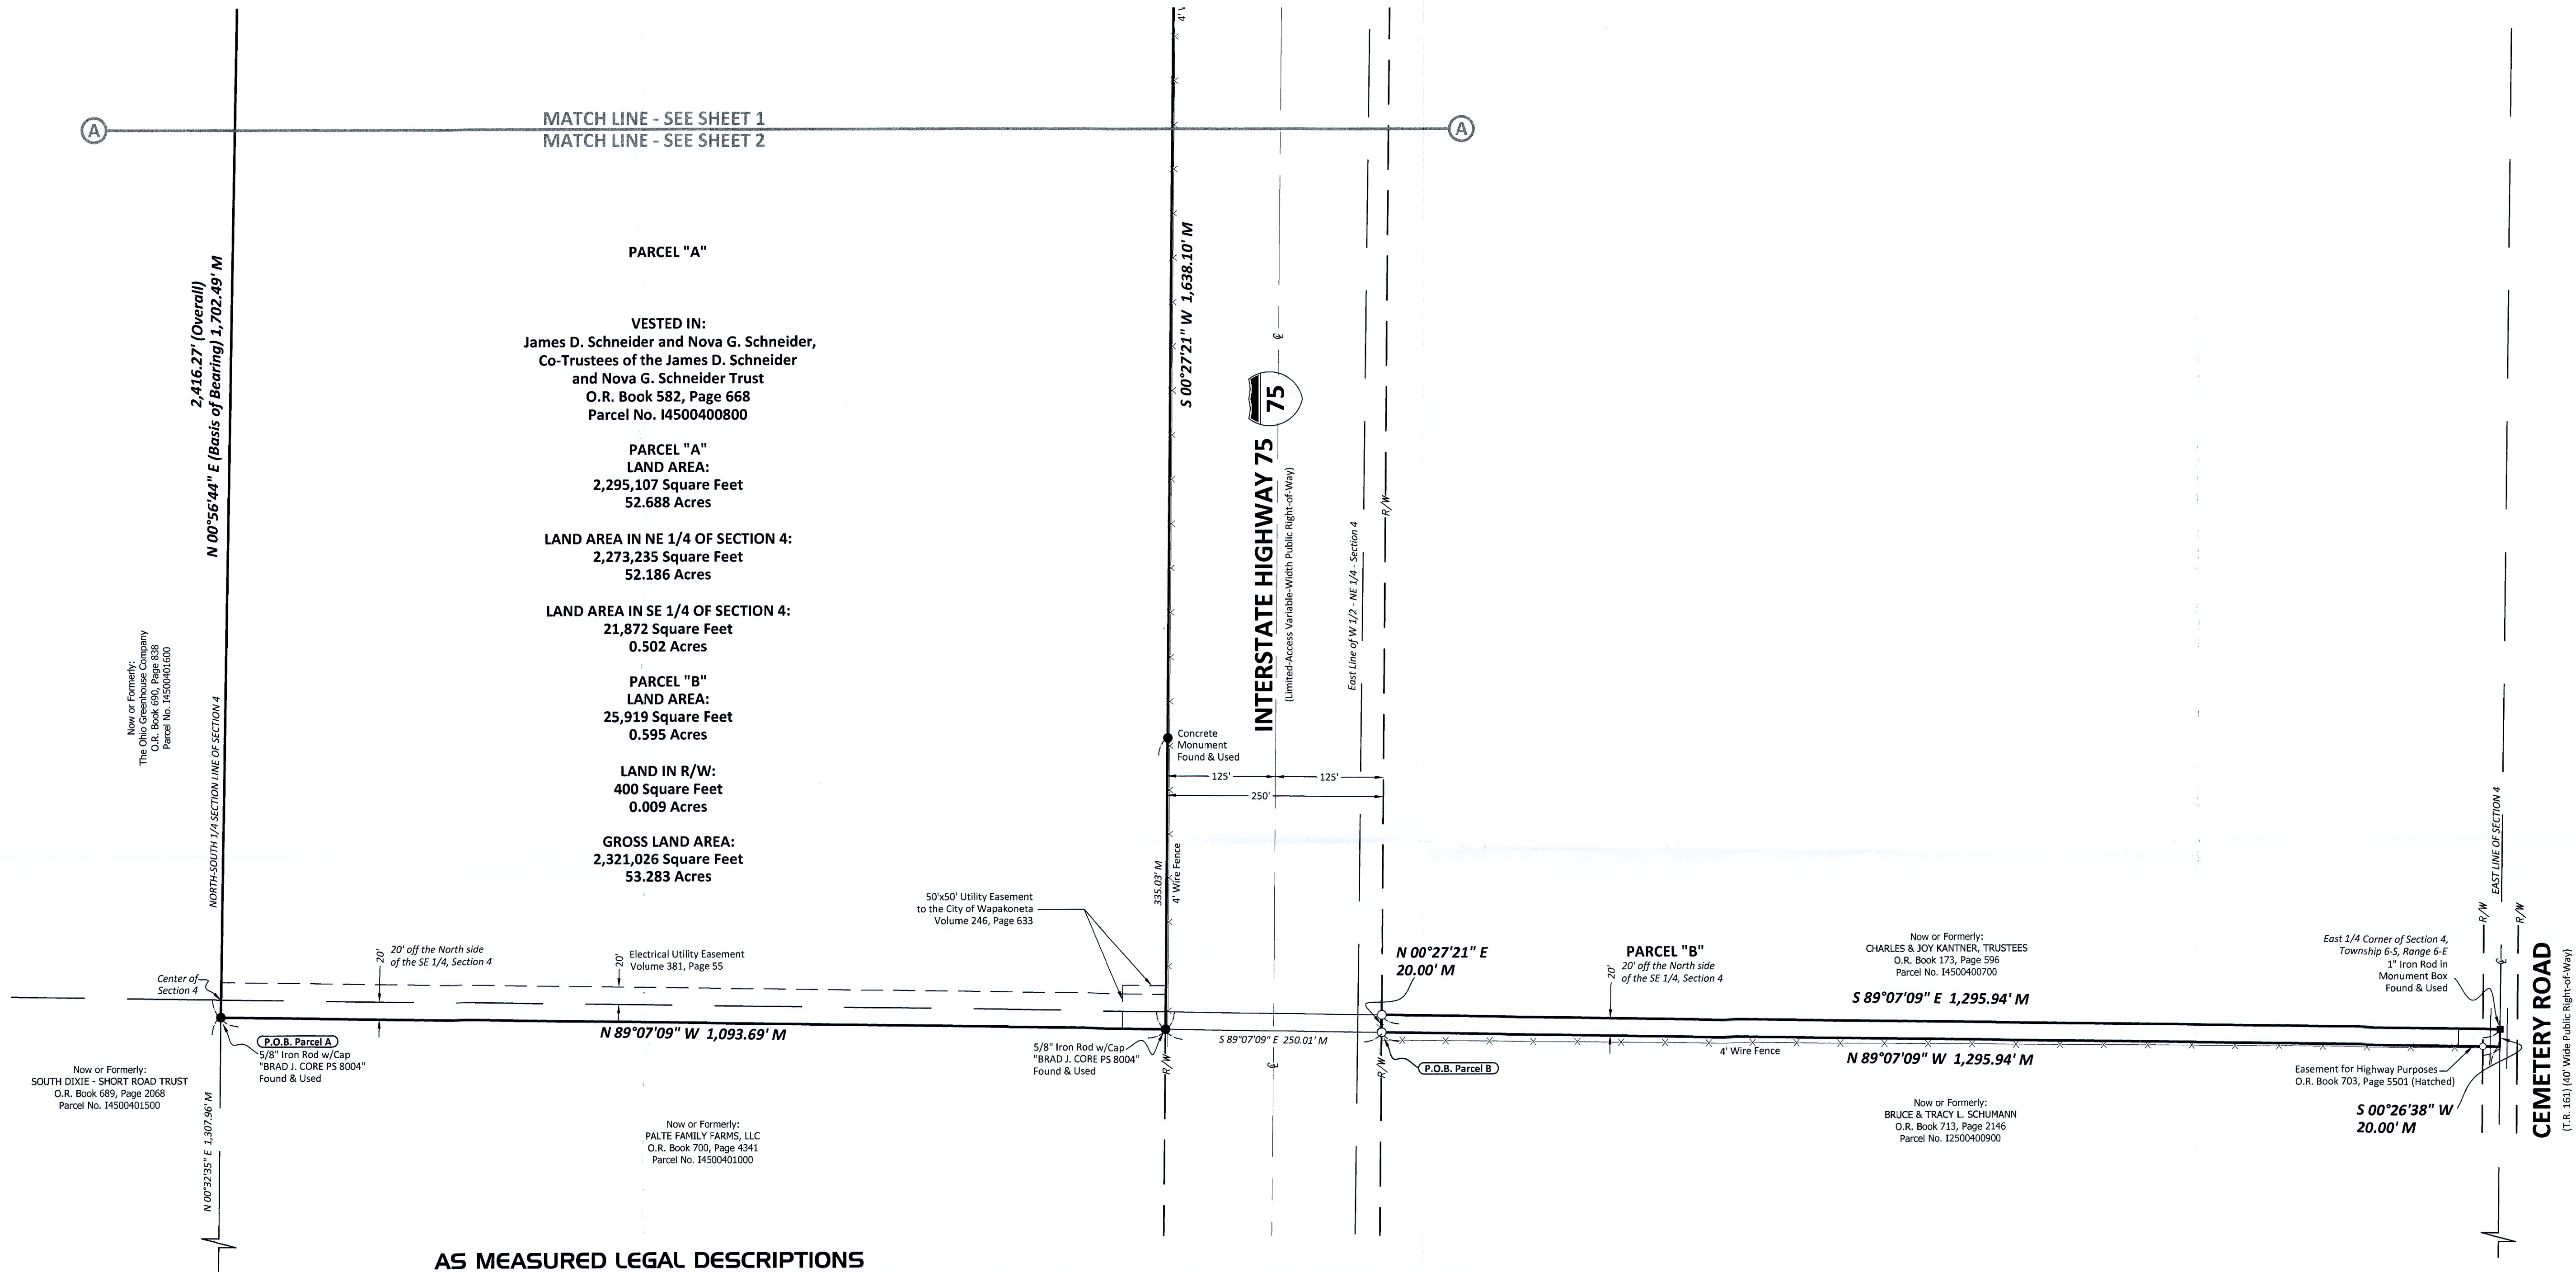 4'
A
MATCH LINE - SEE SHEET 1
MATCH LINE - SEE SHEET 2
A
2,416.27' (Overall)
N 00°56'44" E (Basis of Bearing) 1,702.49' M
PARCEL "A"
VESTED IN:
James D. Schneider and Nova G. Schneider,
Co-Trustees of the James D. Schneider
and Nova G. Schneider Trust
O.R. Book 582, Page 668
Parcel No. I4500400800
PARCEL "A"
LAND AREA:
2,295,107 Square Feet
52.688 Acres
LAND AREA IN NE 1/4 OF SECTION 4:
2,273,235 Square Feet
52.186 Acres
LAND AREA IN SE 1/4 OF SECTION 4:
21,872 Square Feet
0.502 Acres
PARCEL "B"
LAND AREA:
25,919 Square Feet
0.595 Acres
LAND IN R/W:
400 Square Feet
0.009 Acres
GROSS LAND AREA:
2,321,026 Square Feet
53.283 Acres
S 00°27'21" W 1,638.10' M
℄
75
INTERSTATE HIGHWAY 75
(Limited-Access Variable-Width Public Right-of-Way)
East Line of W 1/2 - NE 1/4 - Section 4
R/W
Now or Formerly:
The Ohio Greenhouse Company
O.R. Book 690, Page 838
Parcel No. I4500401600
NORTH-SOUTH 1/4 SECTION LINE OF SECTION 4
Concrete
Monument
Found & Used
125'
125'
250'
335.03' M
4' Wire Fence
50'x50' Utility Easement
to the City of Wapakoneta
Volume 246, Page 633
20'
20' off the North side
of the SE 1/4, Section 4
20'
Electrical Utility Easement
Volume 381, Page 55
Center of
Section 4
N 89°07'09" W 1,093.69' M
P.O.B. Parcel A
5/8" Iron Rod w/Cap
"BRAD J. CORE PS 8004"
Found & Used
5/8" Iron Rod w/Cap
"BRAD J. CORE PS 8004"
Found & Used
R/W
S 89°07'09" E 250.01' M
℄
R/W
N 00°27'21" E
20.00' M
PARCEL "B"
20' off the North side
of the SE 1/4, Section 4
20'
Now or Formerly:
CHARLES & JOY KANTNER, TRUSTEES
O.R. Book 173, Page 596
Parcel No. I4500400700
S 89°07'09" E 1,295.94' M
4' Wire Fence
N 89°07'09" W 1,295.94' M
P.O.B. Parcel B
EAST LINE OF SECTION 4
R/W
R/W
℄
East 1/4 Corner of Section 4,
Township 6-S, Range 6-E
1" Iron Rod in
Monument Box
Found & Used
Easement for Highway Purposes
O.R. Book 703, Page 5501 (Hatched)
S 00°26'38" W
20.00' M
CEMETERY ROAD
(T.R. 161) (40' Wide Public Right-of-Way)
Now or Formerly:
SOUTH DIXIE - SHORT ROAD TRUST
O.R. Book 689, Page 2068
Parcel No. I4500401500
N 00°32'35" E 1,307.96' M
Now or Formerly:
PALTE FAMILY FARMS, LLC
O.R. Book 700, Page 4341
Parcel No. I4500401000
Now or Formerly:
BRUCE & TRACY L. SCHUMANN
O.R. Book 713, Page 2146
Parcel No. I2500400900
AS MEASURED LEGAL DESCRIPTIONS